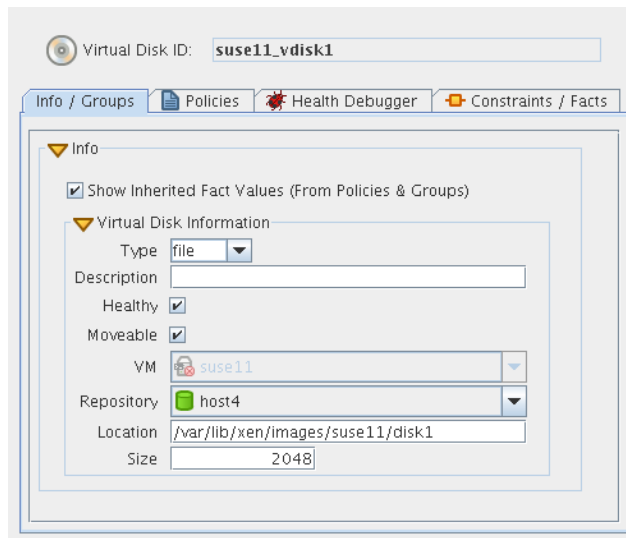 Virtual Disk ID: suse11_vdisk1
Info / Groups Policies Health Debugger Constraints / Facts
Info
Show Inherited Fact Values (From Policies & Groups)
Virtual Disk Information
Type file
Description
Healthy
Moveable
VM suse11
Repository host4
Location /var/lib/xen/images/suse11/disk1
Size 2048